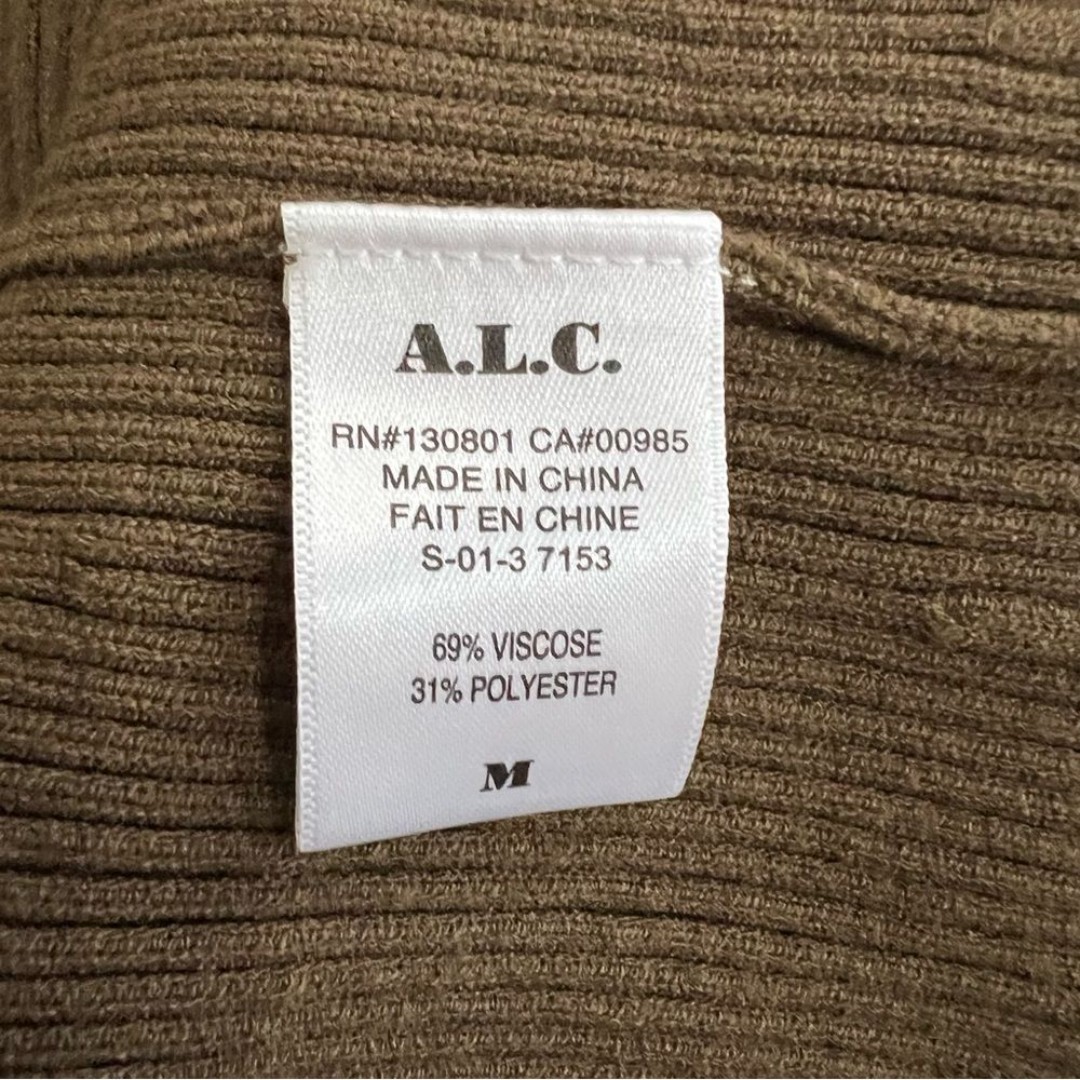 A.L.C.
RN#130801 CA#00985
MADE IN CHINA
FAIT EN CHINE
S-01-3 7153
69% VISCOSE
31% POLYESTER
M